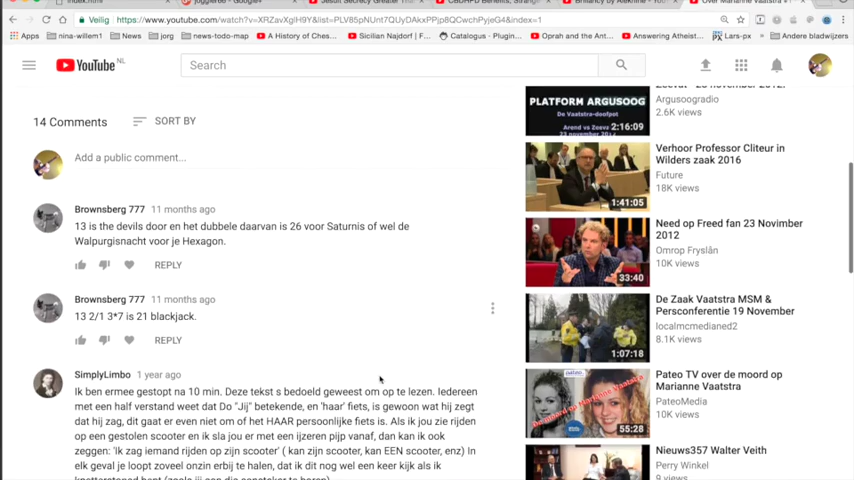 Veilig https://www.youtube.com/watch?v=XRZavXgIH9Y&list=PLV85pNUnt7QUyDAkxPPjp8QCwchPyjeG4&index=1
Apps
nina-willem1
News
jorg
news-todo-map
A History of Ches...
Sicilian Najdorf | F...
Catalogus - Plugin...
Oprah and the Ant...
Answering Atheist...
Lars-px
Andere bladwijzers
YouTube NL
Search
14 Comments
SORT BY
Add a public comment...
Brownsberg 777 11 months ago
13 is the devils door en het dubbele daarvan is 26 voor Saturnis of wel de
Walpurgisnacht voor je Hexagon.
REPLY
Brownsberg 777 11 months ago
13 2/1 3*7 is 21 blackjack.
REPLY
SimplyLimbo 1 year ago
Ik ben ermee gestopt na 10 min. Deze tekst s bedoeld geweest om op te lezen. Iedereen
met een half verstand weet dat Do "Jij" betekende, en 'haar' fiets, is gewoon wat hij zegt
dat hij zag, dit gaat er even niet om of het HAAR persoonlijke fiets is. Als ik jou zie rijden
op een gestolen scooter en ik sla jou er met een ijzeren pijp vanaf, dan kan ik ook
zeggen: 'Ik zag iemand rijden op zijn scooter' ( kan zijn scooter, kan EEN scooter, enz) In
elk geval je loopt zoveel onzin erbij te halen, dat ik dit nog wel een keer kijk als ik
PLATFORM ARGUSOOG
De Vaatstra-doofpot
Arend vs Zeeva
23 november 2012
2:16:09
Argusoogradio
2.6K views
1:41:05
Verhoor Professor Cliteur in
Wilders zaak 2016
Future
18K views
33:40
Need op Freed fan 23 Novimber
2012
Omrop Fryslân
10K views
1:07:18
De Zaak Vaatstra MSM &
Persconferentie 19 November
localmcmedianed2
8.1K views
pateo
55:28
Pateo TV over de moord op
Marianne Vaatstra
PateoMedia
10K views
Nieuws357 Walter Veith
Perry Winkel
9 views